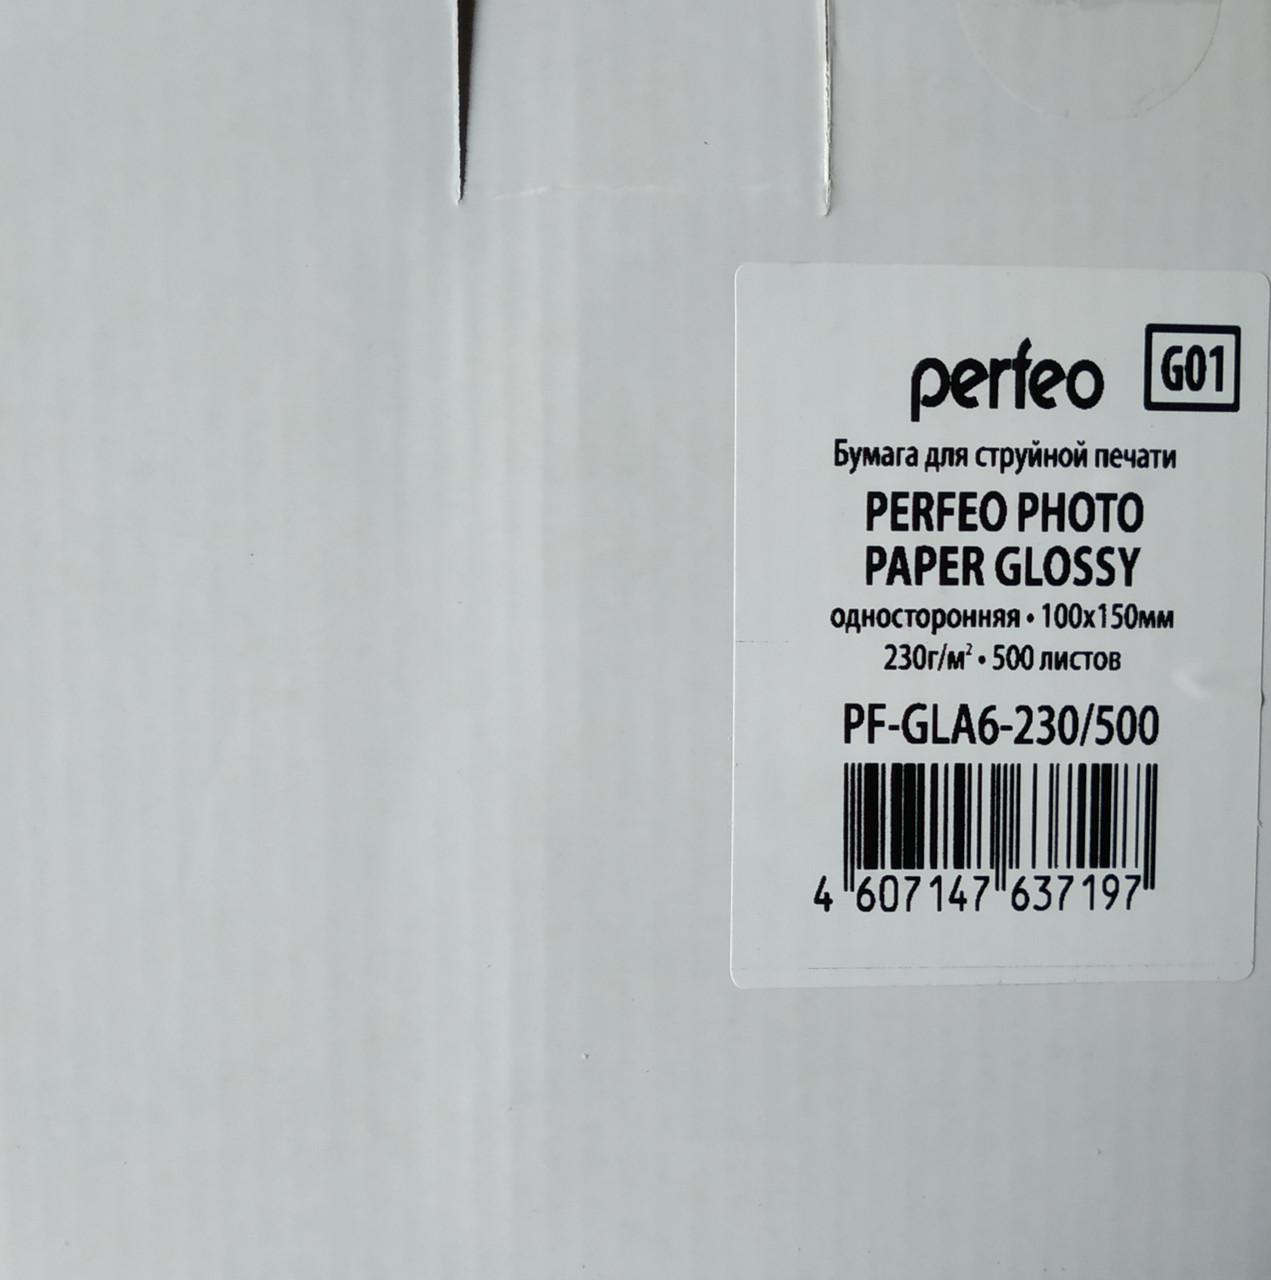 perfeo
G01
Бумага для струйной печати
PERFEO PHOTO
PAPER GLOSSY
односторонняя • 100x150мм
230г/м² • 500 листов
PF-GLA6-230/500
4 607147 637197